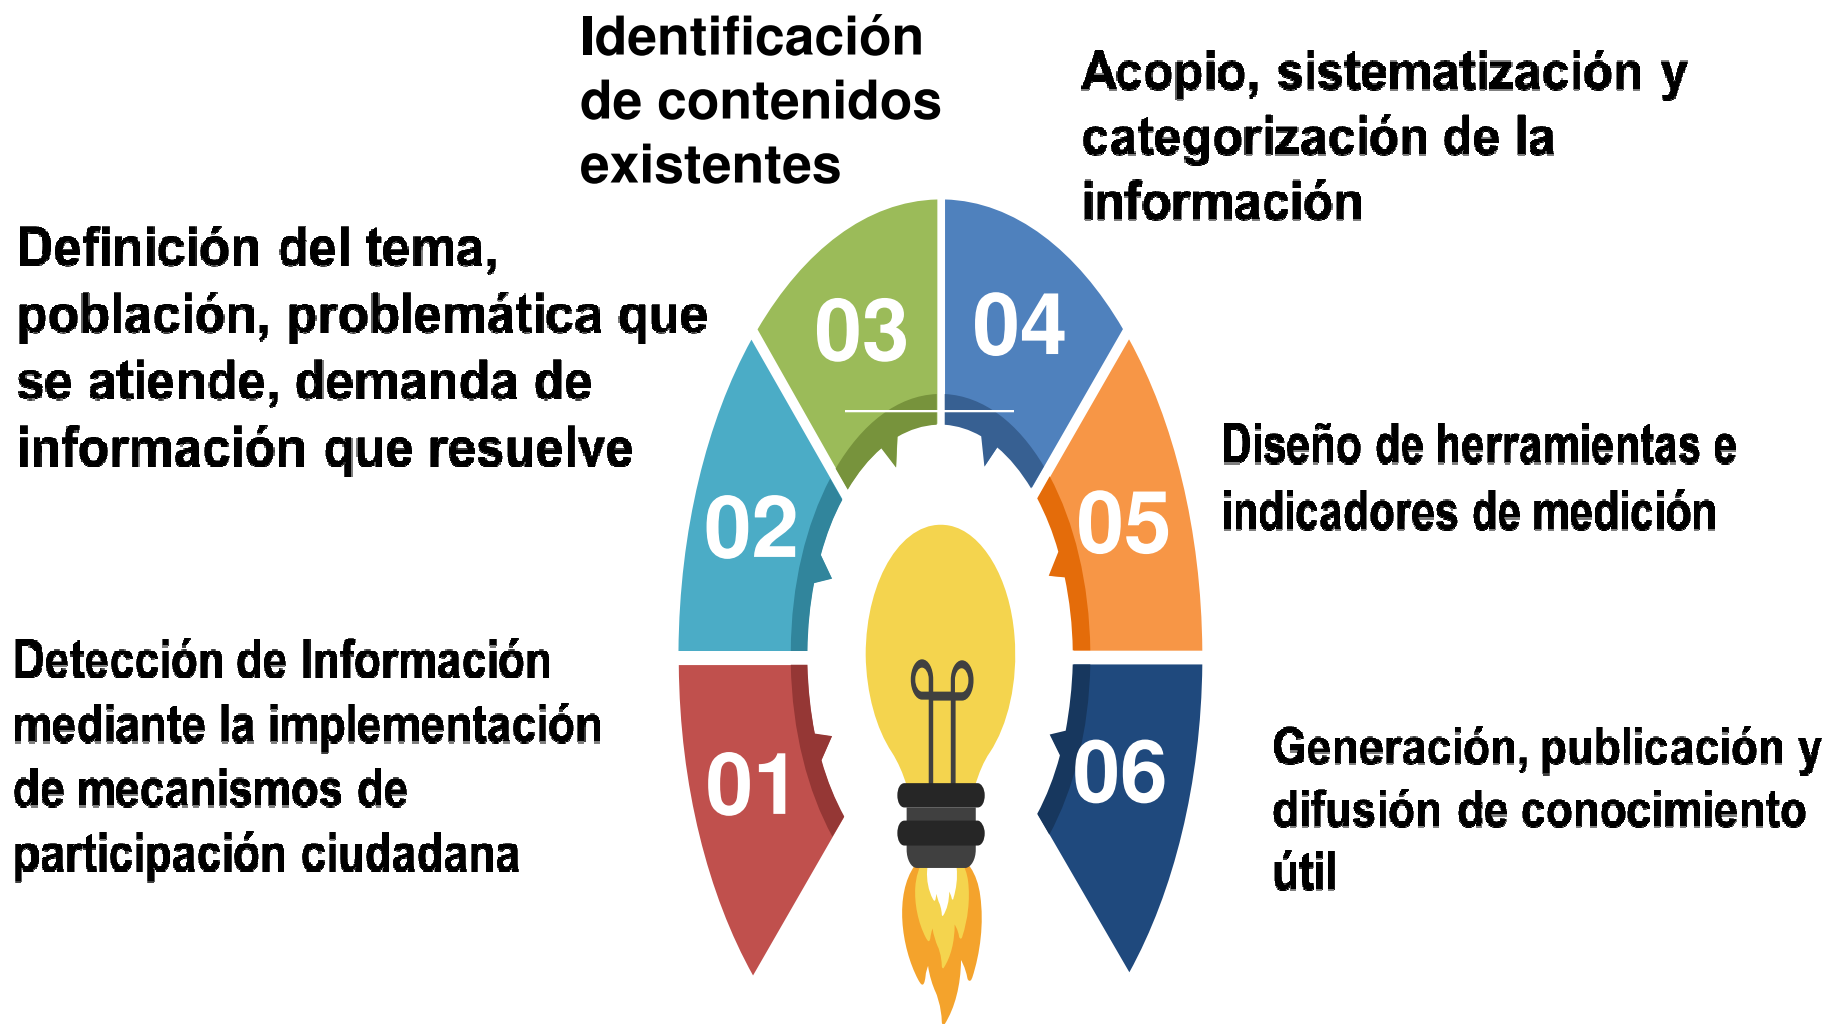 01
Detección de Información
mediante la implementación
de mecanismos de
participación ciudadana
02
Definición del tema,
población, problemática que
se atiende, demanda de
información que resuelve
03
Identificación
de contenidos
existentes
04
Acopio, sistematización y
categorización de la
información
05
Diseño de herramientas e
indicadores de medición
06
Generación, publicación y
difusión de conocimiento
útil